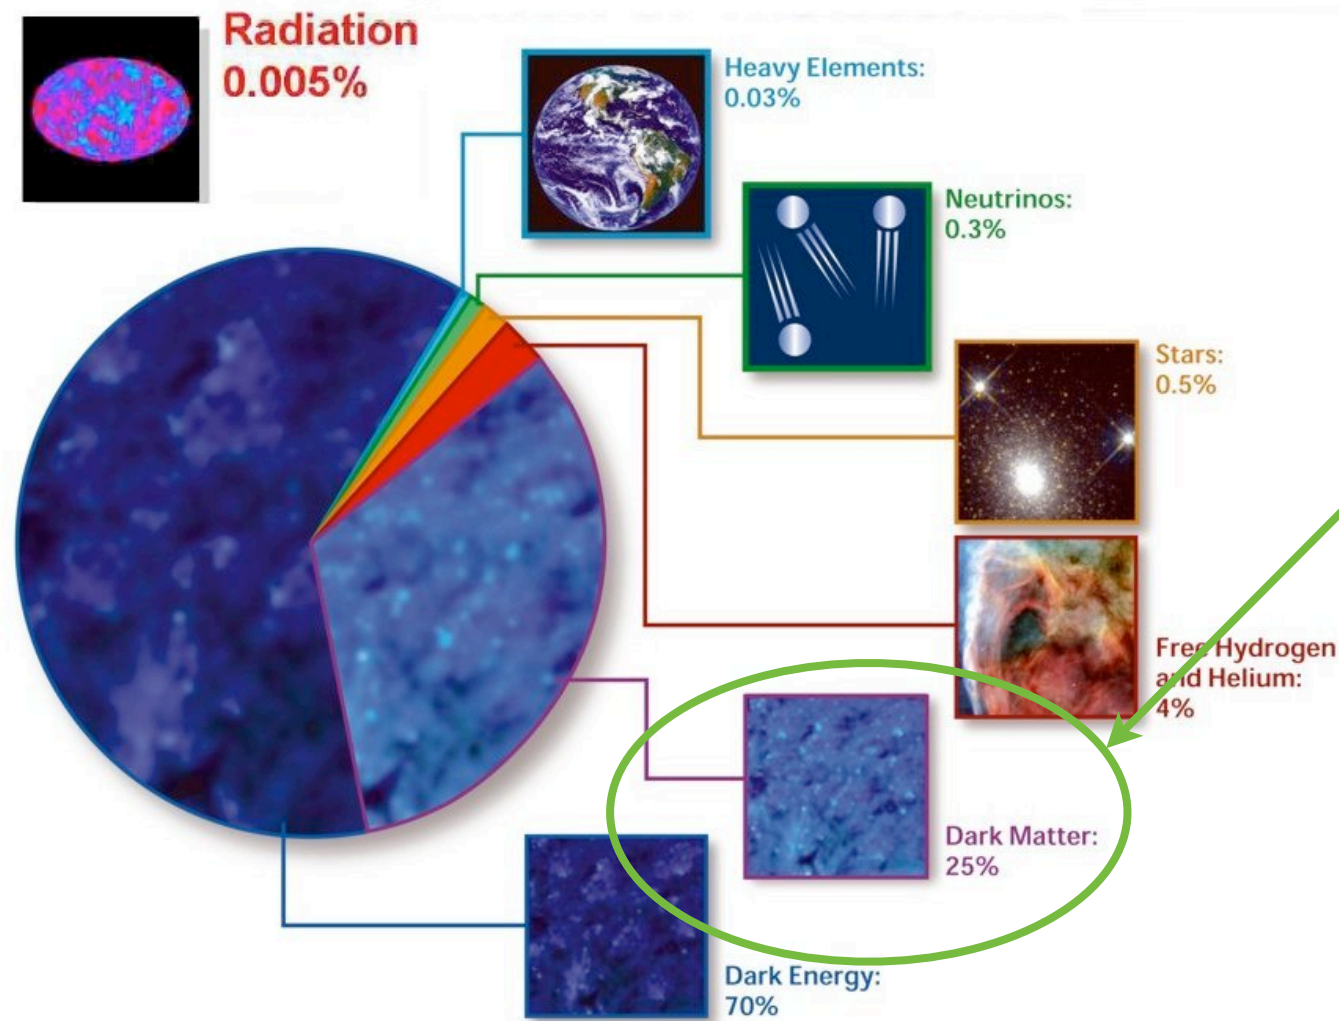 Radiation
0.005%
Heavy Elements:
0.03%
Neutrinos:
0.3%
Stars:
0.5%
Free Hydrogen
and Helium:
4%
Dark Matter:
25%
Dark Energy:
70%